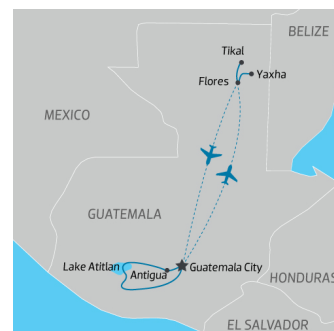 BELIZE
Tikal
Yaxha
Flores
MEXICO
GUATEMALA
Lake Atitlan
Antigua
Guatemala City
HONDURAS
EL SALVADOR